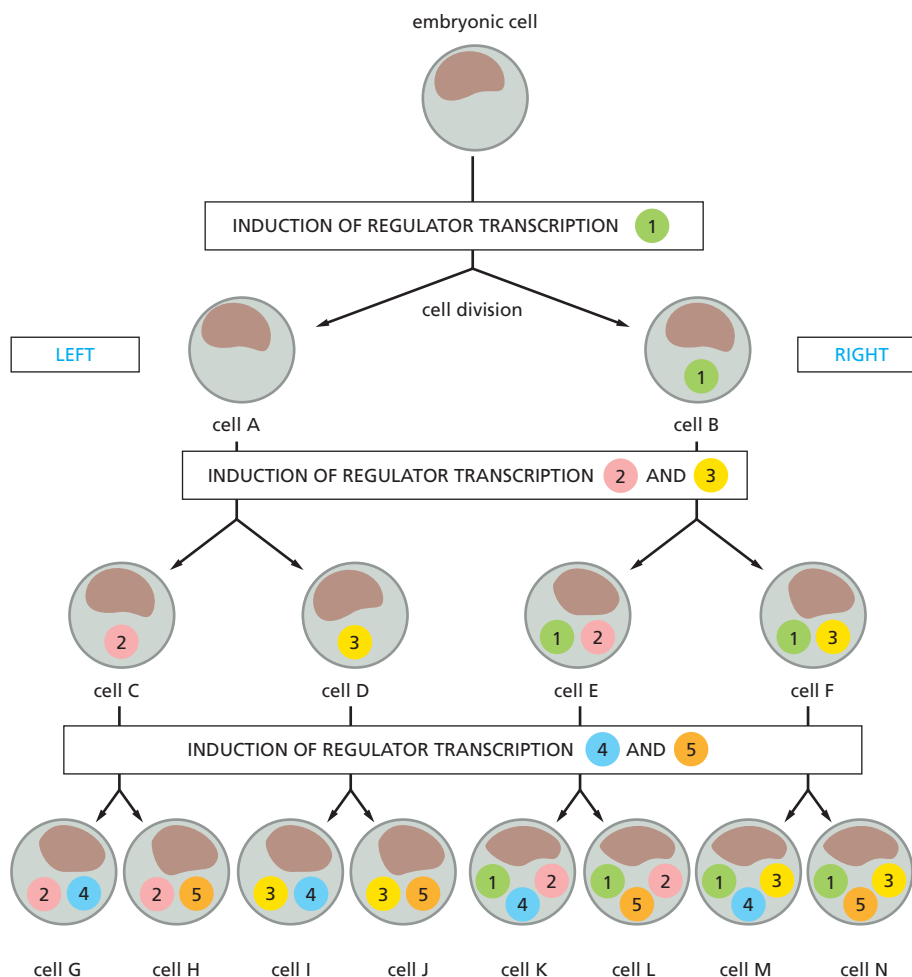 embryonic cell
INDUCTION OF REGULATOR TRANSCRIPTION 1
cell division
LEFT
RIGHT
1
cell A
cell B
INDUCTION OF REGULATOR TRANSCRIPTION 2 AND 3
2
3
1 2
1 3
cell C
cell D
cell E
cell F
INDUCTION OF REGULATOR TRANSCRIPTION 4 AND 5
2 4
2 5
3 4
3 5
1 2
4
1 2
5
1 3
4
1 3
5
cell G
cell H
cell I
cell J
cell K
cell L
cell M
cell N